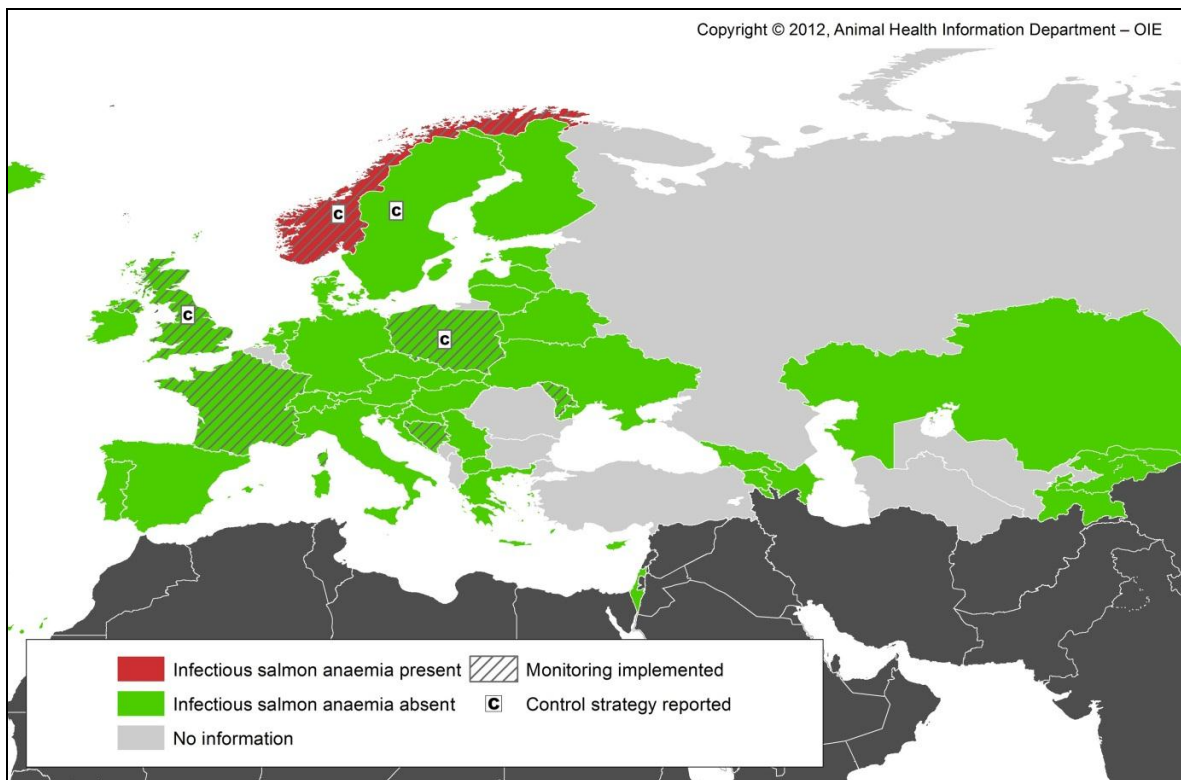 Copyright © 2012, Animal Health Information Department – OIE
C
C
C
C
Infectious salmon anaemia present
Monitoring implemented
Infectious salmon anaemia absent
C
Control strategy reported
No information